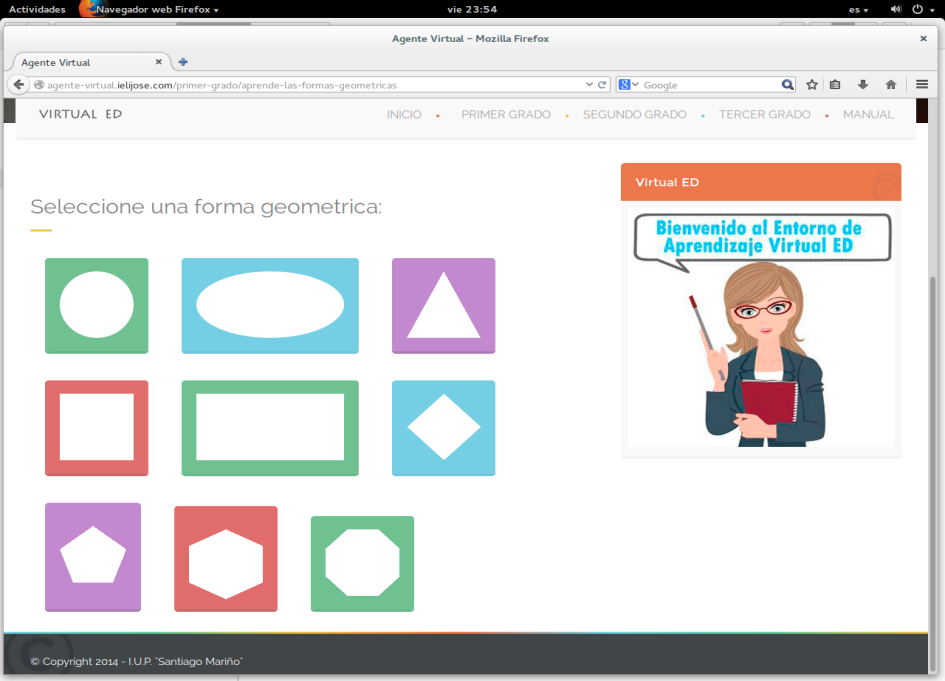 Actividades
Navegador web Firefox
vie 23:54
es
Agente Virtual – Mozilla Firefox
Agente Virtual
agente-virtual.ielijose.com/primer-grado/aprende-las-formas-geometricas
Google
VIRTUAL ED
INICIO
PRIMER GRADO
SEGUNDO GRADO
TERCER GRADO
MANUAL
Seleccione una forma geometrica:
Virtual ED
Bienvenido al Entorno de
Aprendizaje Virtual ED
© Copyright 2014 - I.U.P. "Santiago Mariño"